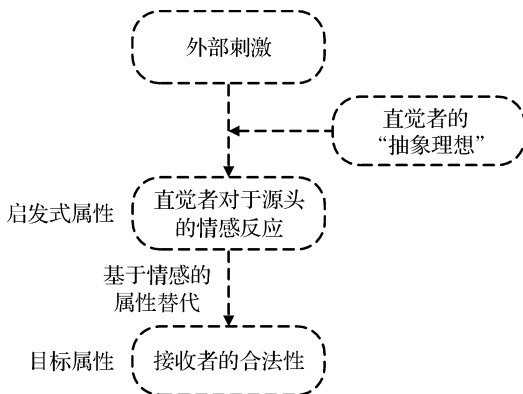 外部刺激
直觉者的
“抽象理想”
启发式属性
直觉者对于源头
的情感反应
基于情感的
属性替代
目标属性
接收者的合法性